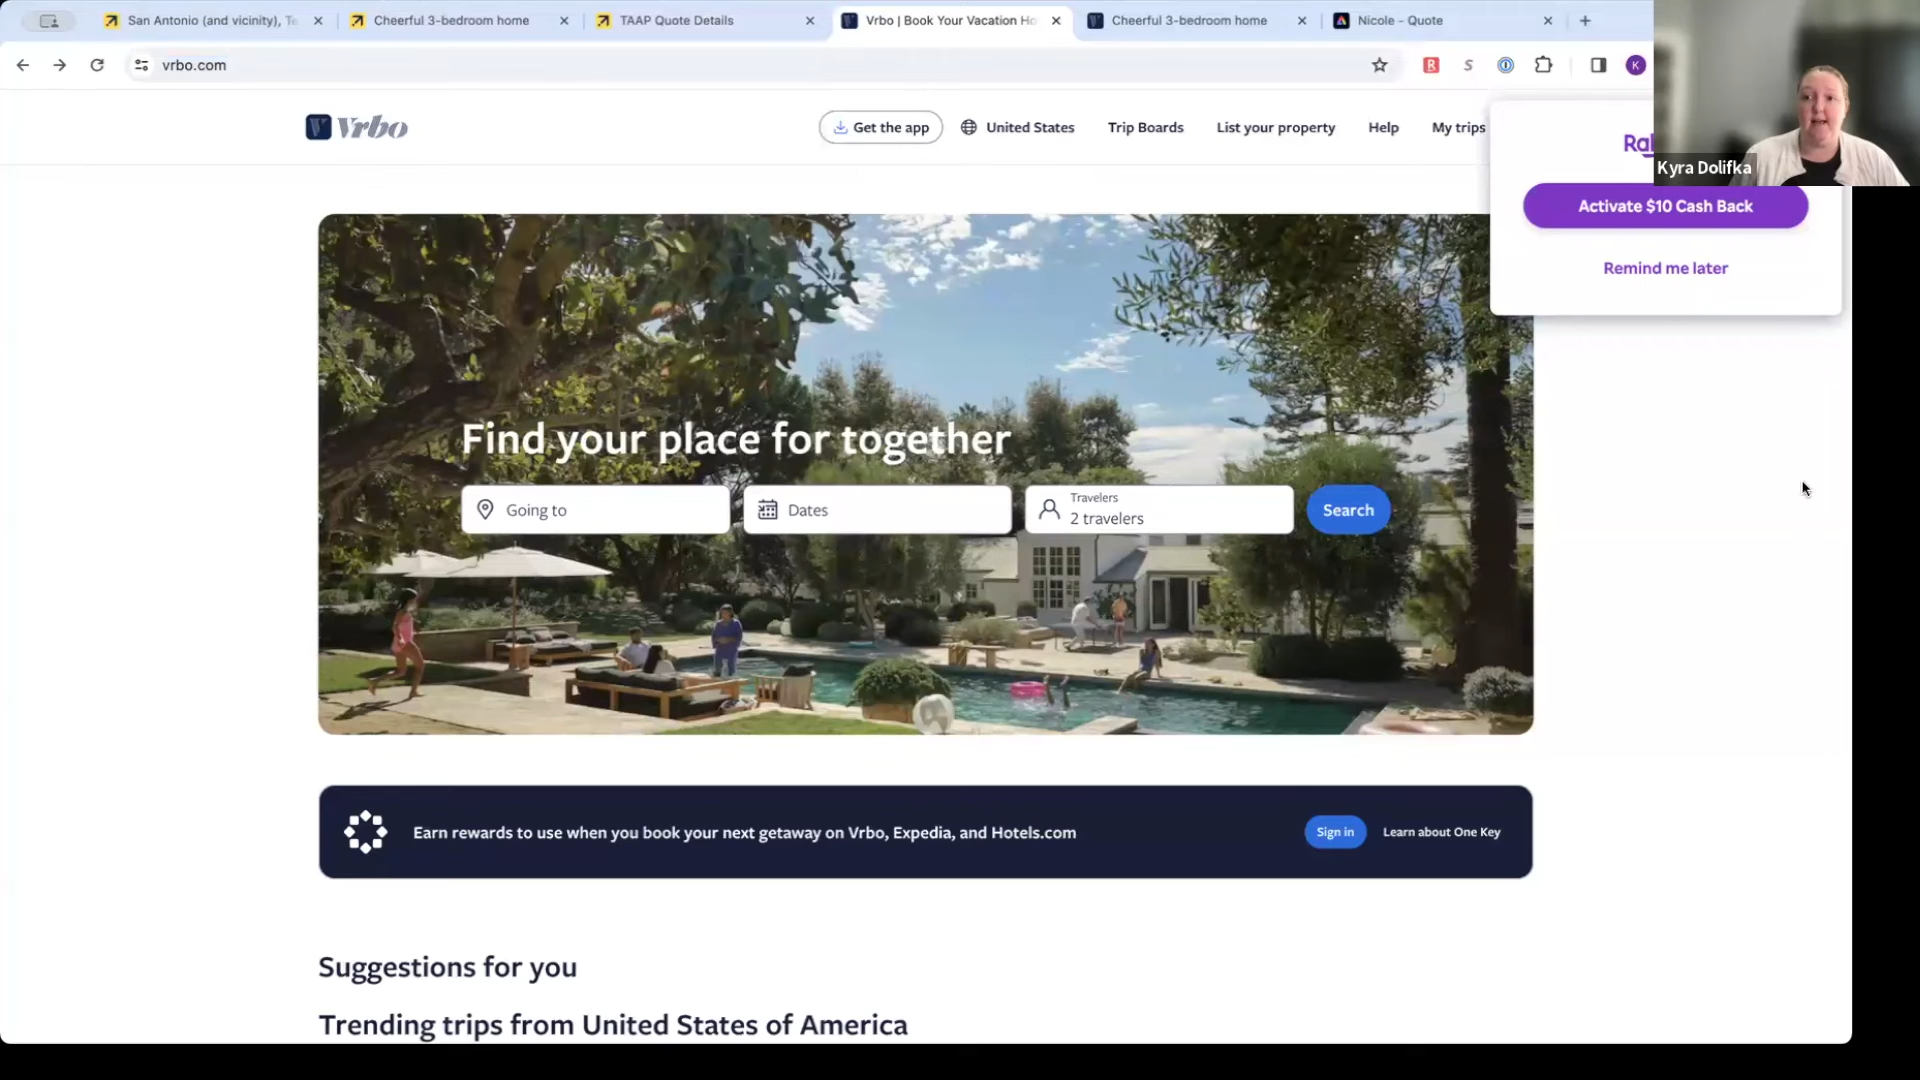 San Antonio (and vicinity), Te
Cheerful 3-bedroom home
TAAP Quote Details
Vrbo | Book Your Vacation Ho
Cheerful 3-bedroom home
Nicole - Quote
vrbo.com
K
Vrbo
Get the app
United States
Trip Boards
List your property
Help
My trips
Kyra Dolifka
Activate $10 Cash Back
Remind me later
Find your place for together
Going to
Dates
Travelers
2 travelers
Search
Earn rewards to use when you book your next getaway on Vrbo, Expedia, and Hotels.com
Sign in
Learn about One Key
Suggestions for you
Trending trips from United States of America